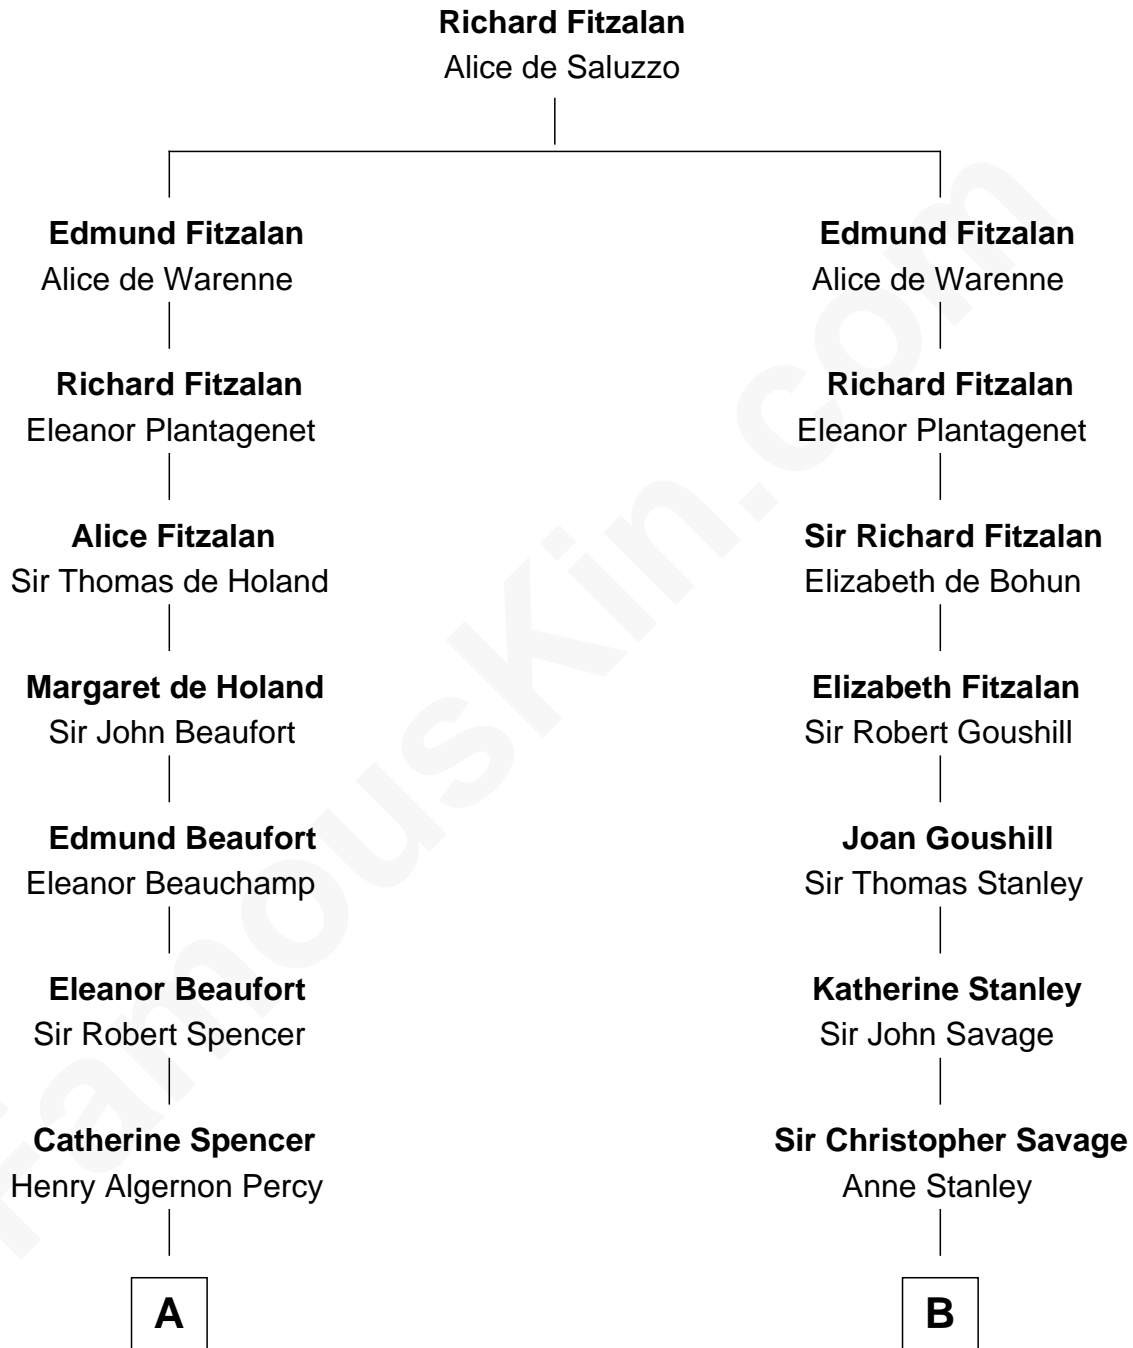 Richard Fitzalan
Alice de Saluzzo
Edmund Fitzalan
Alice de Warenne
Richard Fitzalan
Eleanor Plantagenet
Alice Fitzalan
Sir Thomas de Holand
Margaret de Holand
Sir John Beaufort
Edmund Beaufort
Eleanor Beauchamp
Eleanor Beaufort
Sir Robert Spencer
Catherine Spencer
Henry Algernon Percy
A
Edmund Fitzalan
Alice de Warenne
Richard Fitzalan
Eleanor Plantagenet
Sir Richard Fitzalan
Elizabeth de Bohun
Elizabeth Fitzalan
Sir Robert Goushill
Joan Goushill
Sir Thomas Stanley
Katherine Stanley
Sir John Savage
Sir Christopher Savage
Anne Stanley
B
FamousKin.com